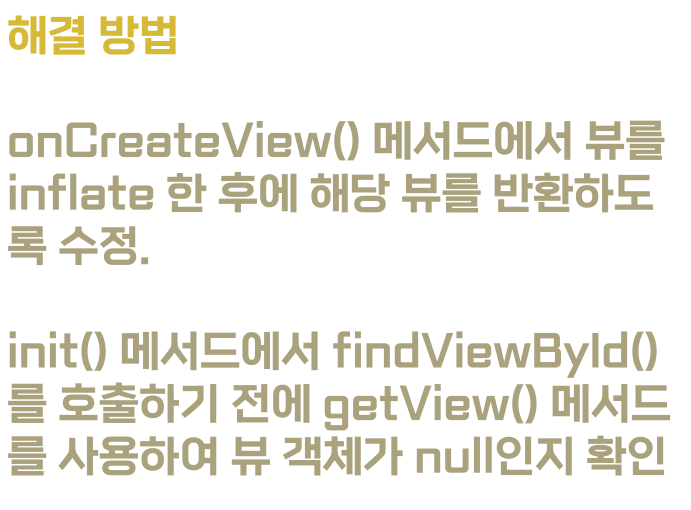 해결 방법
onCreateView() 메서드에서 뷰를
inflate 한 후에 해당 뷰를 반환하도
록 수정.
init() 메서드에서 findViewById()
를 호출하기 전에 getView() 메서드
를 사용하여 뷰 객체가 null인지 확인